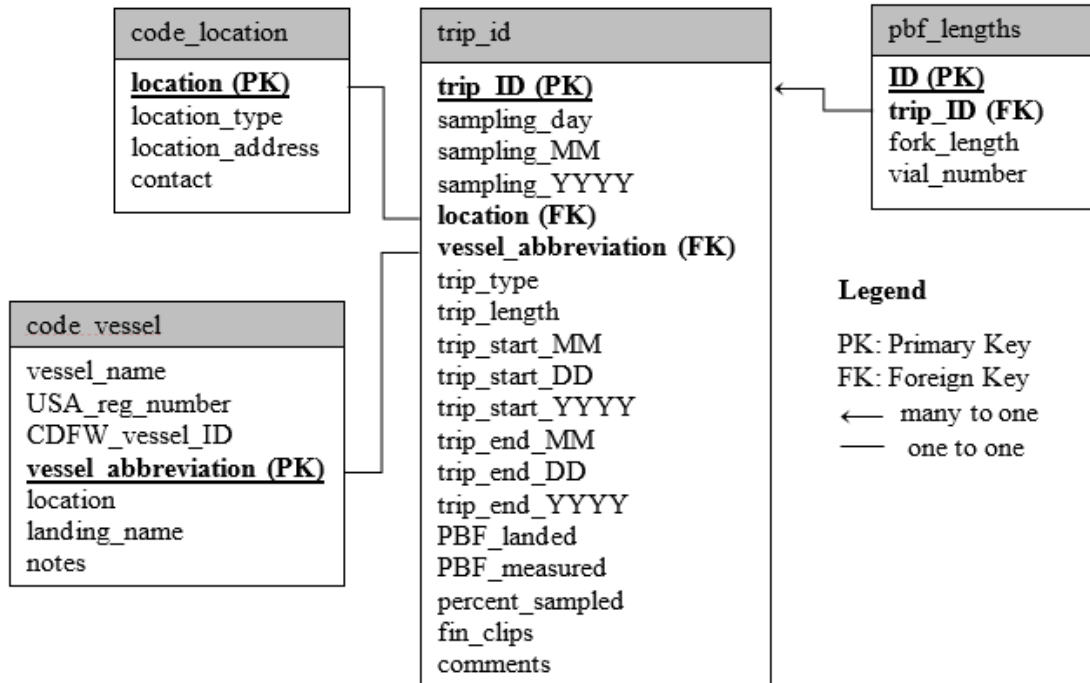 code_location
location (PK)
location_type
location_address
contact
code_vessel
vessel_name
USA_reg_number
CDFW_vessel_ID
vessel_abbreviation (PK)
location
landing_name
notes
trip_id
trip_ID (PK)
sampling_day
sampling_MM
sampling_YYYY
location (FK)
vessel_abbreviation (FK)
trip_type
trip_length
trip_start_MM
trip_start_DD
trip_start_YYYY
trip_end_MM
trip_end_DD
trip_end_YYYY
PBF_landed
PBF_measured
percent_sampled
fin_clips
comments
pbf_lengths
ID (PK)
trip_ID (FK)
fork_length
vial_number
Legend
PK: Primary Key
FK: Foreign Key
many to one
one to one